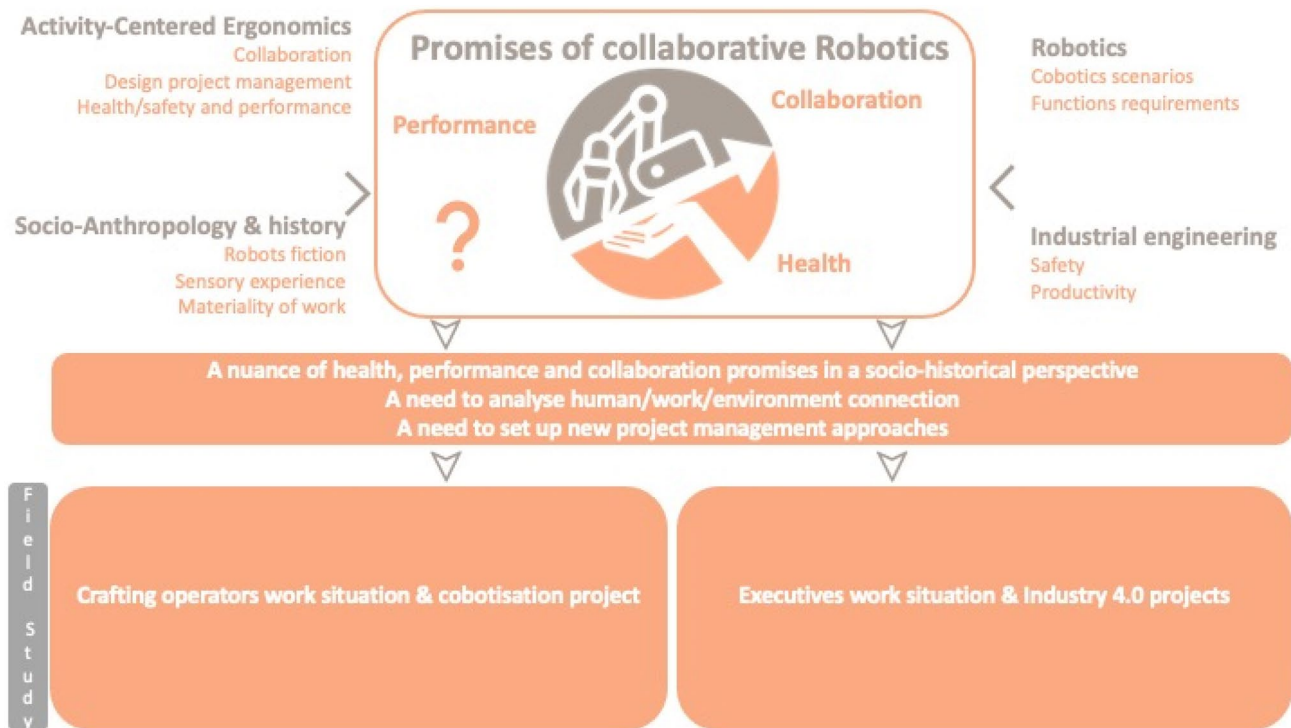 Activity-Centered Ergonomics
Collaboration
Design project management
Health/safety and performance
Socio-Anthropology & history
Robots fiction
Sensory experience
Materiality of work
Promises of collaborative Robotics
Performance
Collaboration
?
Health
Robotics
Cobotics scenarios
Functions requirements
Industrial engineering
Safety
Productivity
A nuance of health, performance and collaboration promises in a socio-historical perspective
A need to analyse human/work/environment connection
A need to set up new project management approaches
Field Study
Crafting operators work situation & cobotisation project
Executives work situation & Industry 4.0 projects